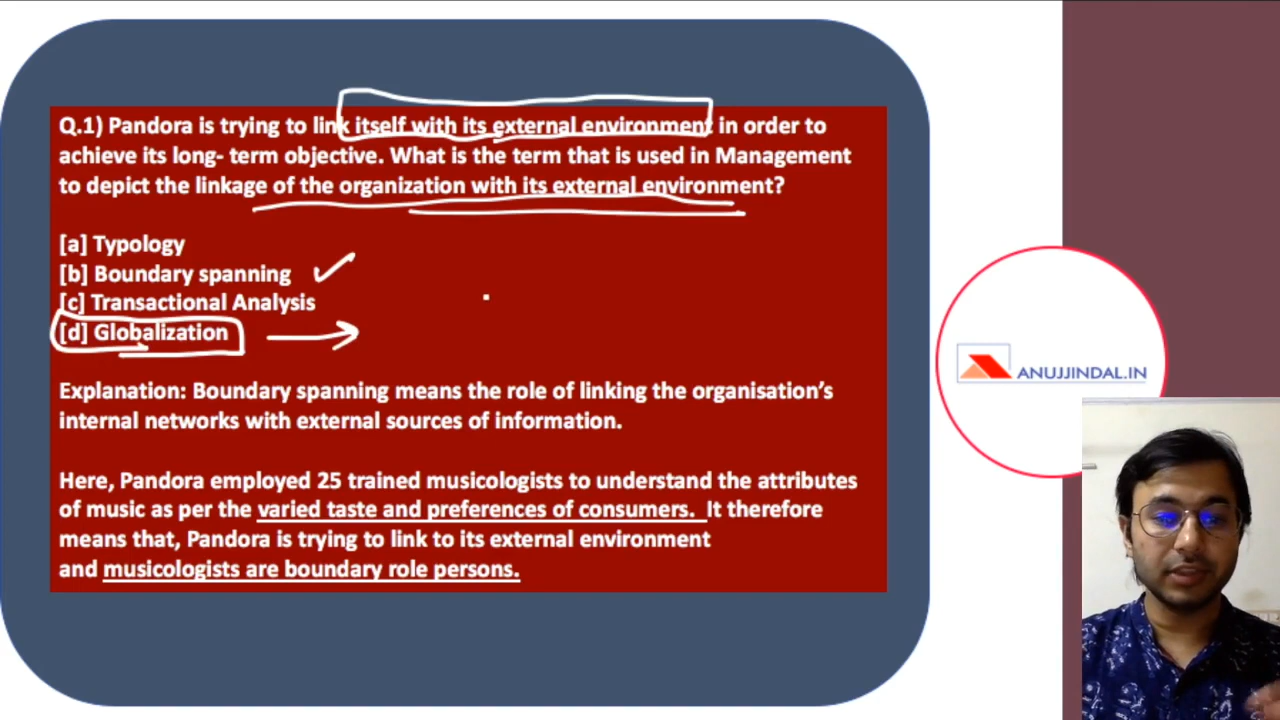 Q.1) Pandora is trying to link itself with its external environment in order to
achieve its long- term objective. What is the term that is used in Management
to depict the linkage of the organization with its external environment?
[a] Typology
[b] Boundary spanning
[c] Transactional Analysis
[d] Globalization
Explanation: Boundary spanning means the role of linking the organisation's
internal networks with external sources of information.
Here, Pandora employed 25 trained musicologists to understand the attributes
of music as per the varied taste and preferences of consumers. It therefore
means that, Pandora is trying to link to its external environment
and musicologists are boundary role persons.
ANUJJINDAL.IN